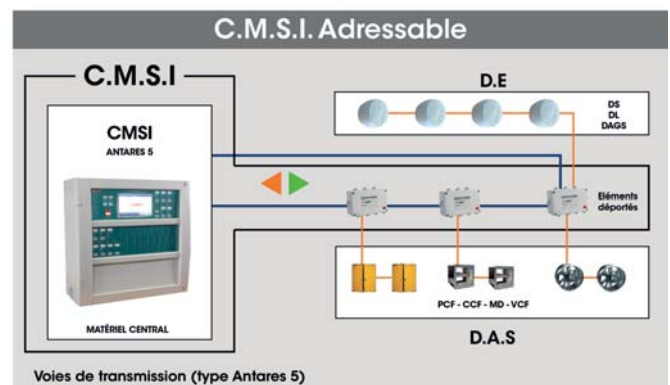 C.M.S.I. Adressable
C.M.S.I
D.E
DS
DL
DAGS
CMSI
ANTARES 5
Eléments
déportés
PCF - CCF - MD - VCF
MATÉRIEL CENTRAL
D.A.S
Voies de transmission (type Antares 5)